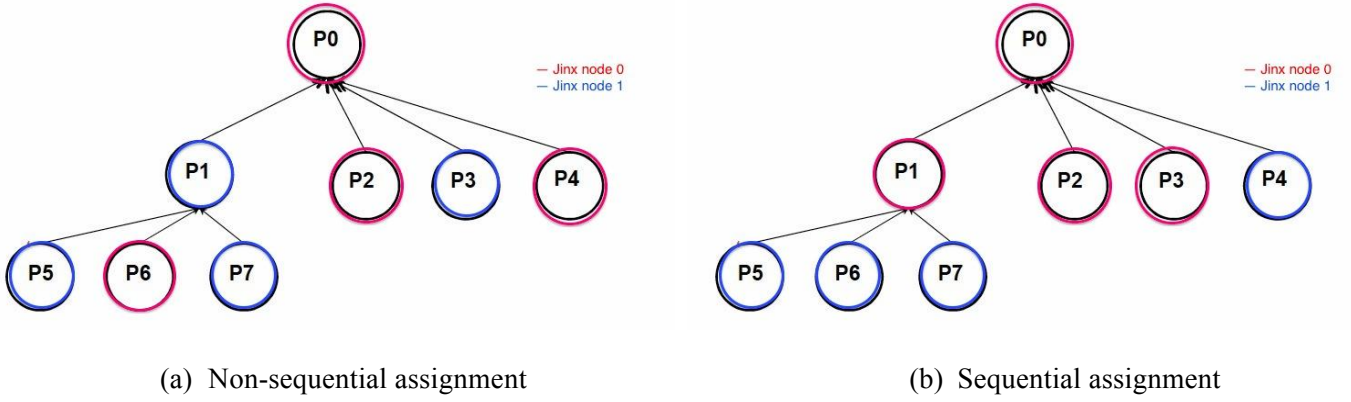 P0
— Jinx node 0
— Jinx node 1
P1
P2
P3
P4
P5
P6
P7
(a) Non-sequential assignment
P0
— Jinx node 0
— Jinx node 1
P1
P2
P3
P4
P5
P6
P7
(b) Sequential assignment